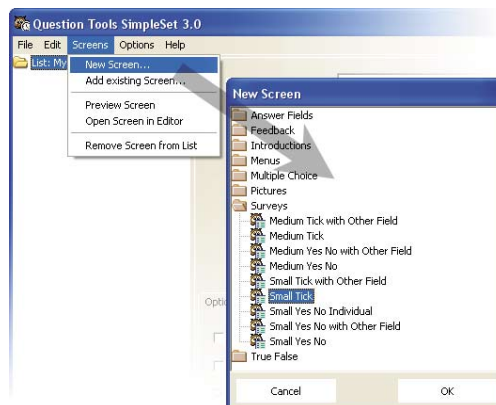 Question Tools SimpleSet 3.0
File Edit Screens Options Help
List: My
New Screen...
Add existing Screen...
Preview Screen
Open Screen in Editor
Remove Screen from List
New Screen
Answer Fields
Feedback
Introductions
Menus
Multiple Choice
Pictures
Surveys
Medium Tick with Other Field
Medium Tick
Medium Yes No with Other Field
Medium Yes No
Small Tick with Other Field
Small Tick
Small Yes No Individual
Small Yes No with Other Field
Small Yes No
True False
Cancel OK